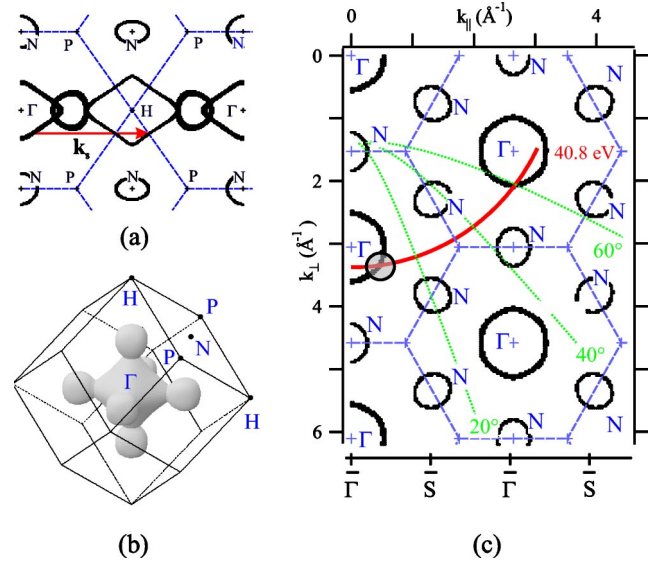 N P N P N
Γ H Γ
k_s
N P N P N
(a)
H
P
N
P
Γ
H
(b)
0 k_|| (Å⁻¹) 4
0
Γ N N
N Γ 40.8 eV
2
N N
k_⊥ (Å⁻¹)
60°
Γ N N
N N
4
40°
N Γ
N N
20°
N N
6
Γ
Γ̄ S̄ Γ̄ S̄
(c)